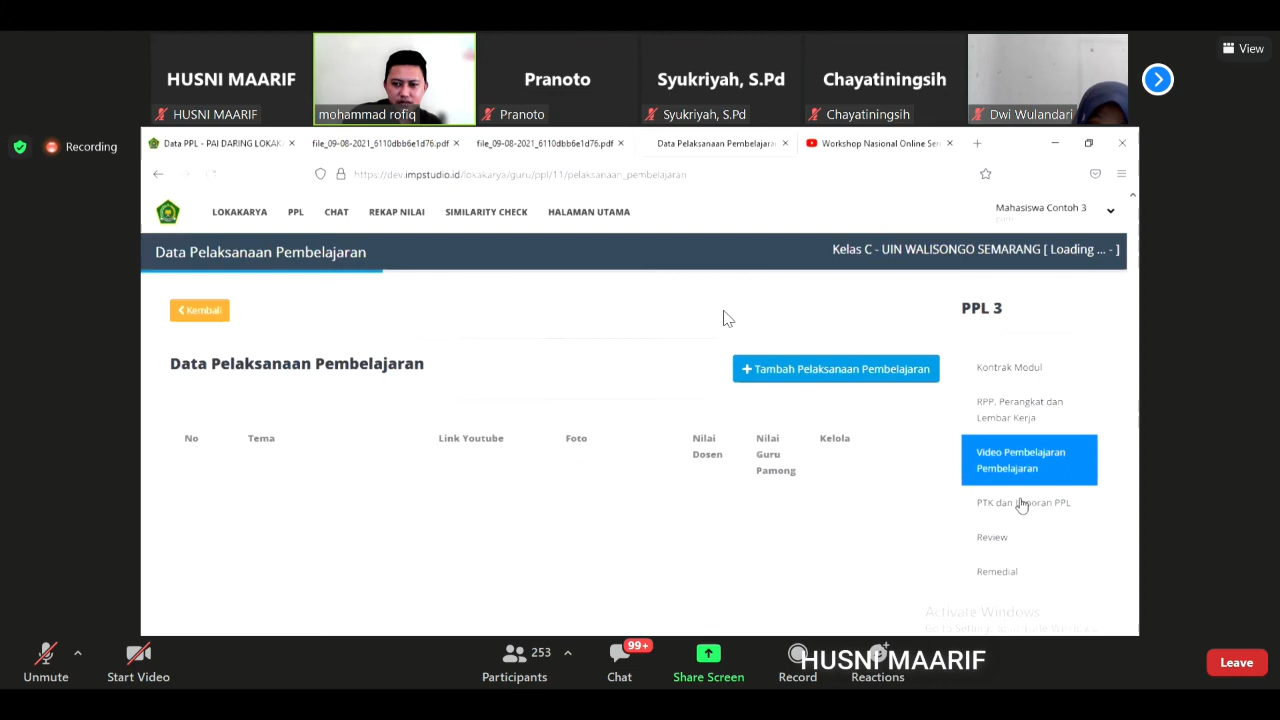 HUSNI MAARIF
HUSNI MAARIF
mohammad rofiq
Pranoto
Pranoto
Syukriyah, S.Pd
Syukriyah, S.Pd
Chayatiningsih
Chayatiningsih
Dwi Wulandari
View
Recording
Data PPL - PAI DARING LOKAK
file_09-08-2021_6110dbb6e1d76.pdf
file_09-08-2021_6110dbb6e1d76.pdf
Data Pelaksanaan Pembelajaran
Workshop Nasional Online Ser
https://dev.impstudio.id/lokakarya/guru/ppl/11/pelaksanaan_pembelajaran
LOKAKARYA PPL CHAT REKAP NILAI SIMILARITY CHECK HALAMAN UTAMA
Mahasiswa Contoh 3
Data Pelaksanaan Pembelajaran
Kelas C - UIN WALISONGO SEMARANG [ Loading ... - ]
Kembali
PPL 3
Data Pelaksanaan Pembelajaran
+ Tambah Pelaksanaan Pembelajaran
Kontrak Modul
RPP, Perangkat dan
Lembar Kerja
No Tema Link Youtube Foto Nilai Dosen Nilai Guru Pamong Kelola
Video Pembelajaran
Pembelajaran
PTK dan Laporan PPL
Review
Remedial
Activate Windows
Unmute
Start Video
253
Participants
99+
Chat
Share Screen
Record
Reactions
HUSNI MAARIF
Leave